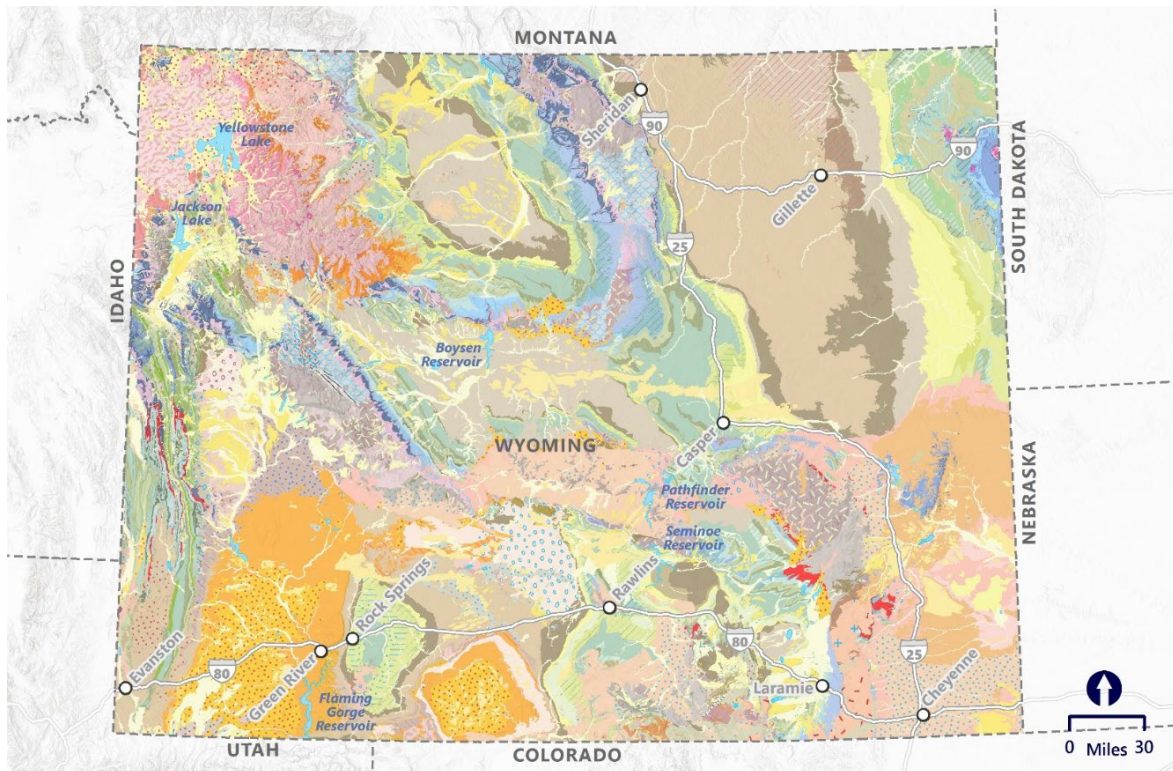 MONTANA
Sheridan
90
90
Yellowstone
Lake
Gillette
SOUTH DAKOTA
Jackson
Lake
25
IDAHO
Boysen
Reservoir
WYOMING
Casper
Pathfinder
Reservoir
Seminoe
Reservoir
NEBRASKA
Rawlins
Rock Springs
Evanston
80
Green River
80
25
Flaming
Gorge
Reservoir
Laramie
Cheyenne
UTAH
COLORADO
0 Miles 30